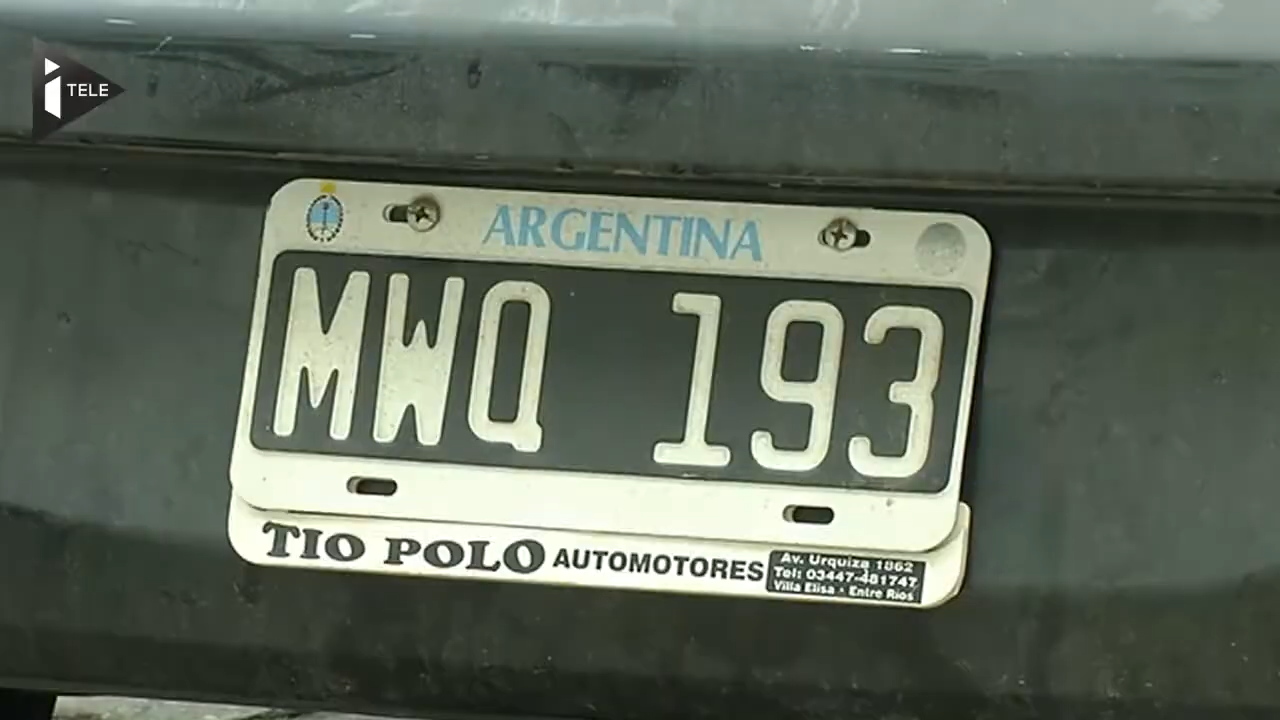 i TELE
ARGENTINA
MWQ 193
TIO POLO AUTOMOTORES
Av. Urquiza 1862
Tel: 03447-481747
Villa Elisa - Entre Rios